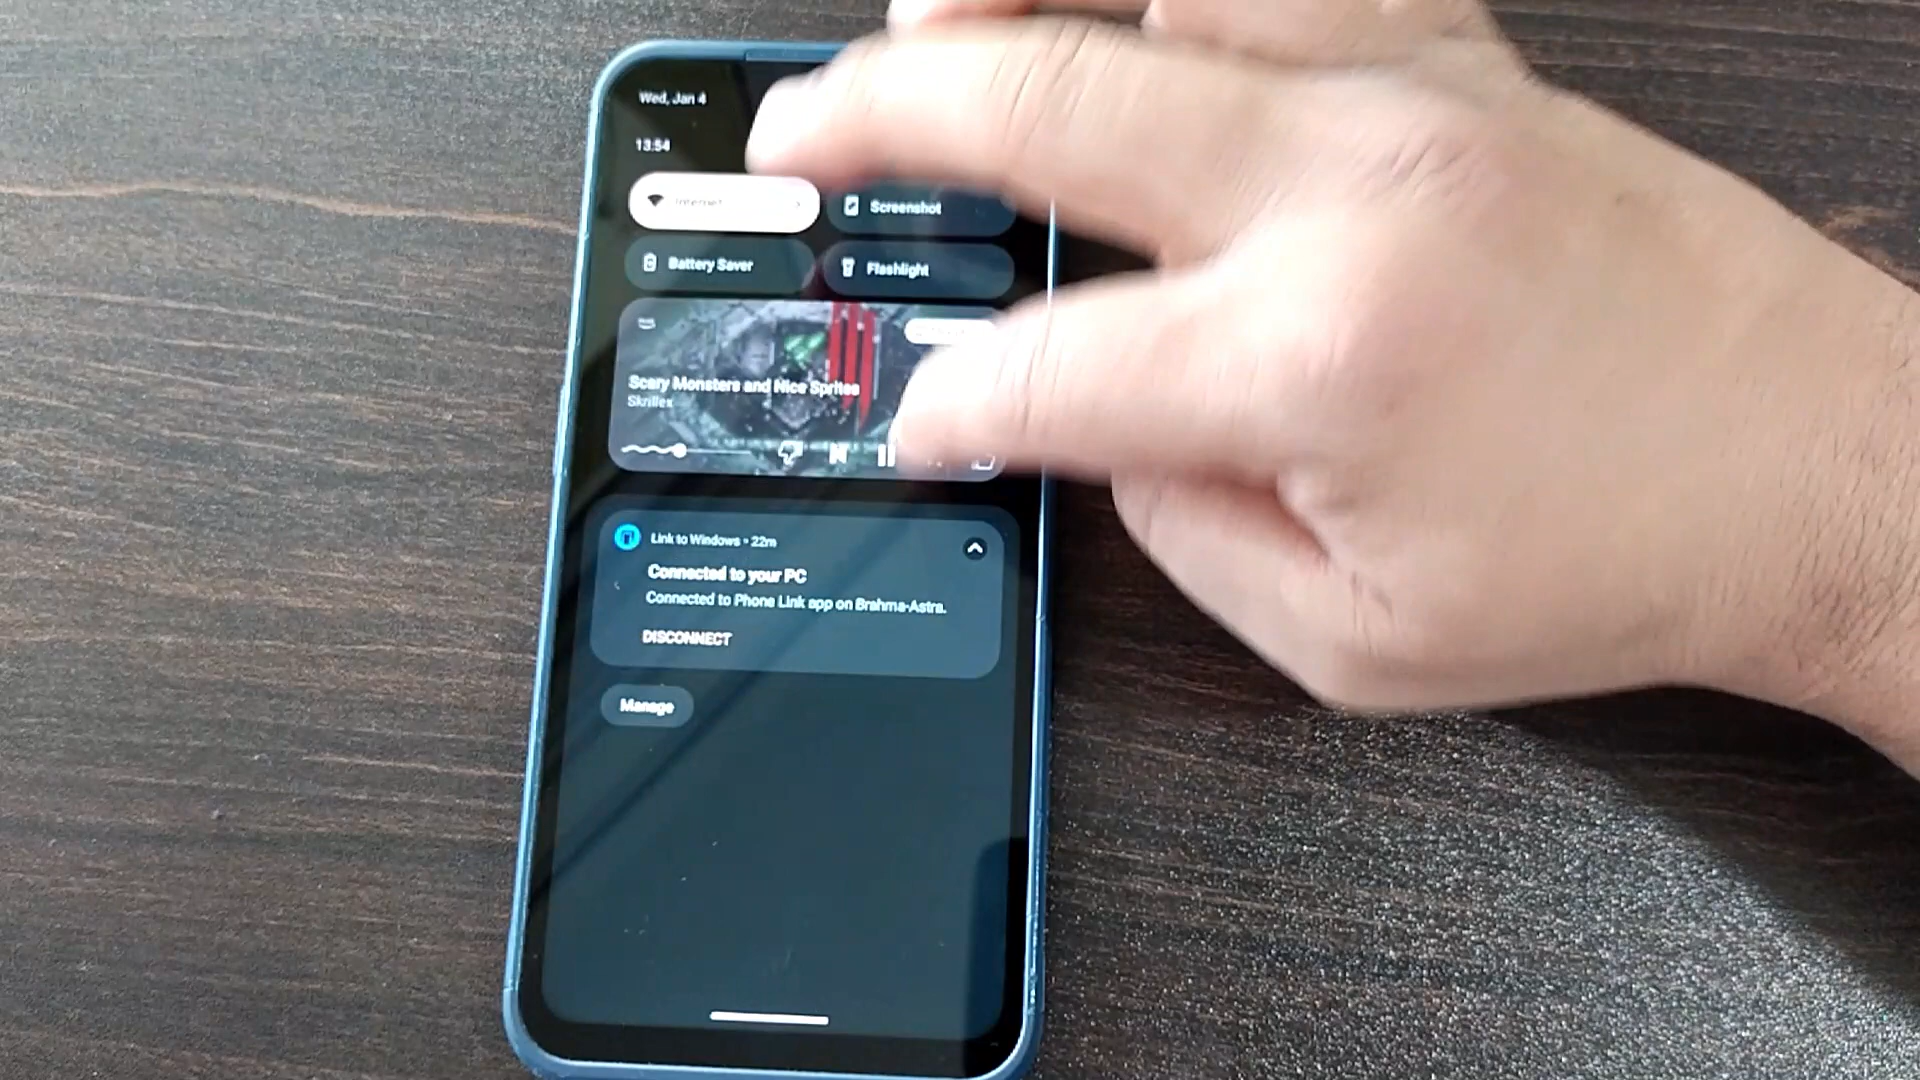 Wed, Jan 4
13:54
Internet
Screenshot
Battery Saver
Flashlight
Scary Monsters and Nice Sprites
Skrillex
Link to Windows • 22m
Connected to your PC
Connected to Phone Link app on Brahma-Astra.
DISCONNECT
Manage